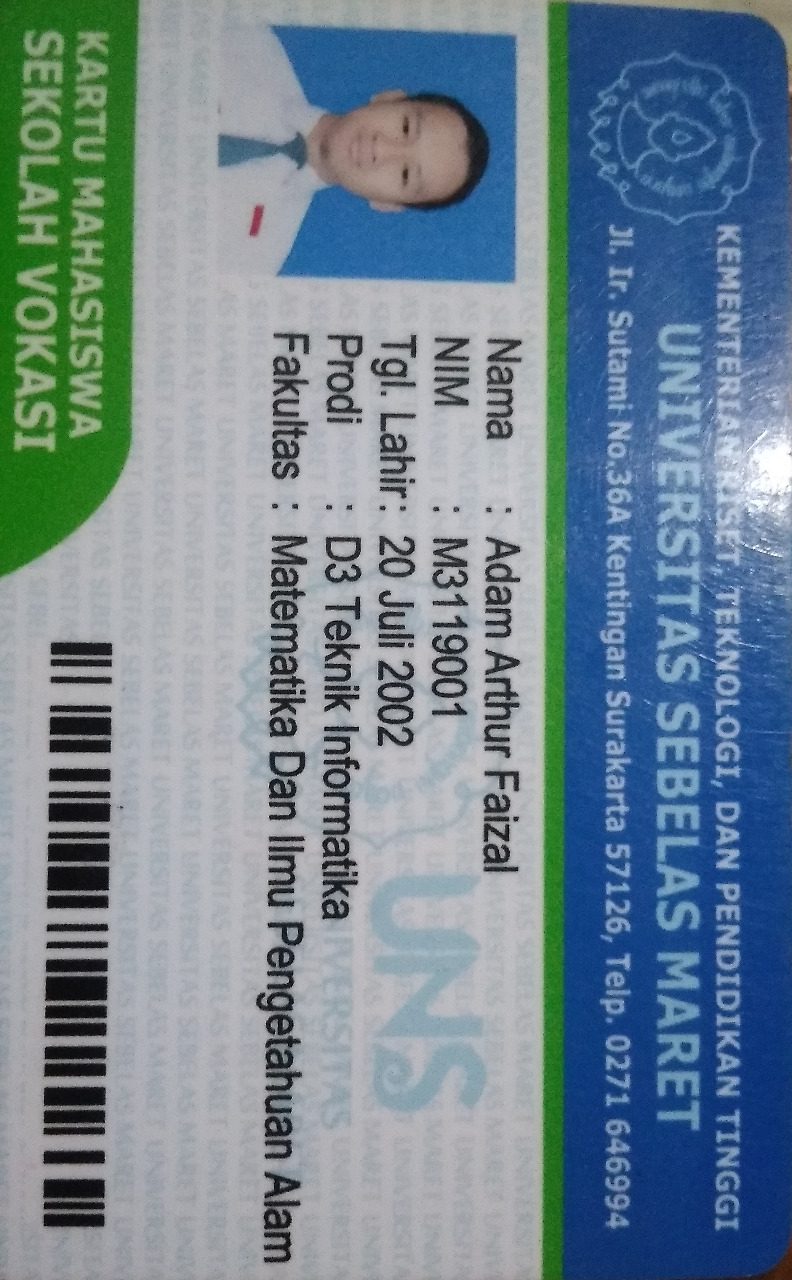 KEMENTERIAN RISET, TEKNOLOGI, DAN PENDIDIKAN TINGGI
UNIVERSITAS SEBELAS MARET
Jl. Ir. Sutami No.36A Kentingan Surakarta 57126, Telp. 0271 646994
Nama : Adam Arthur Faizal
NIM : M3119001
Tgl. Lahir : 20 Juli 2002
Prodi : D3 Teknik Informatika
Fakultas : Matematika Dan Ilmu Pengetahuan Alam
UNS
UNIVERSITAS
KARTU MAHASISWA
SEKOLAH VOKASI